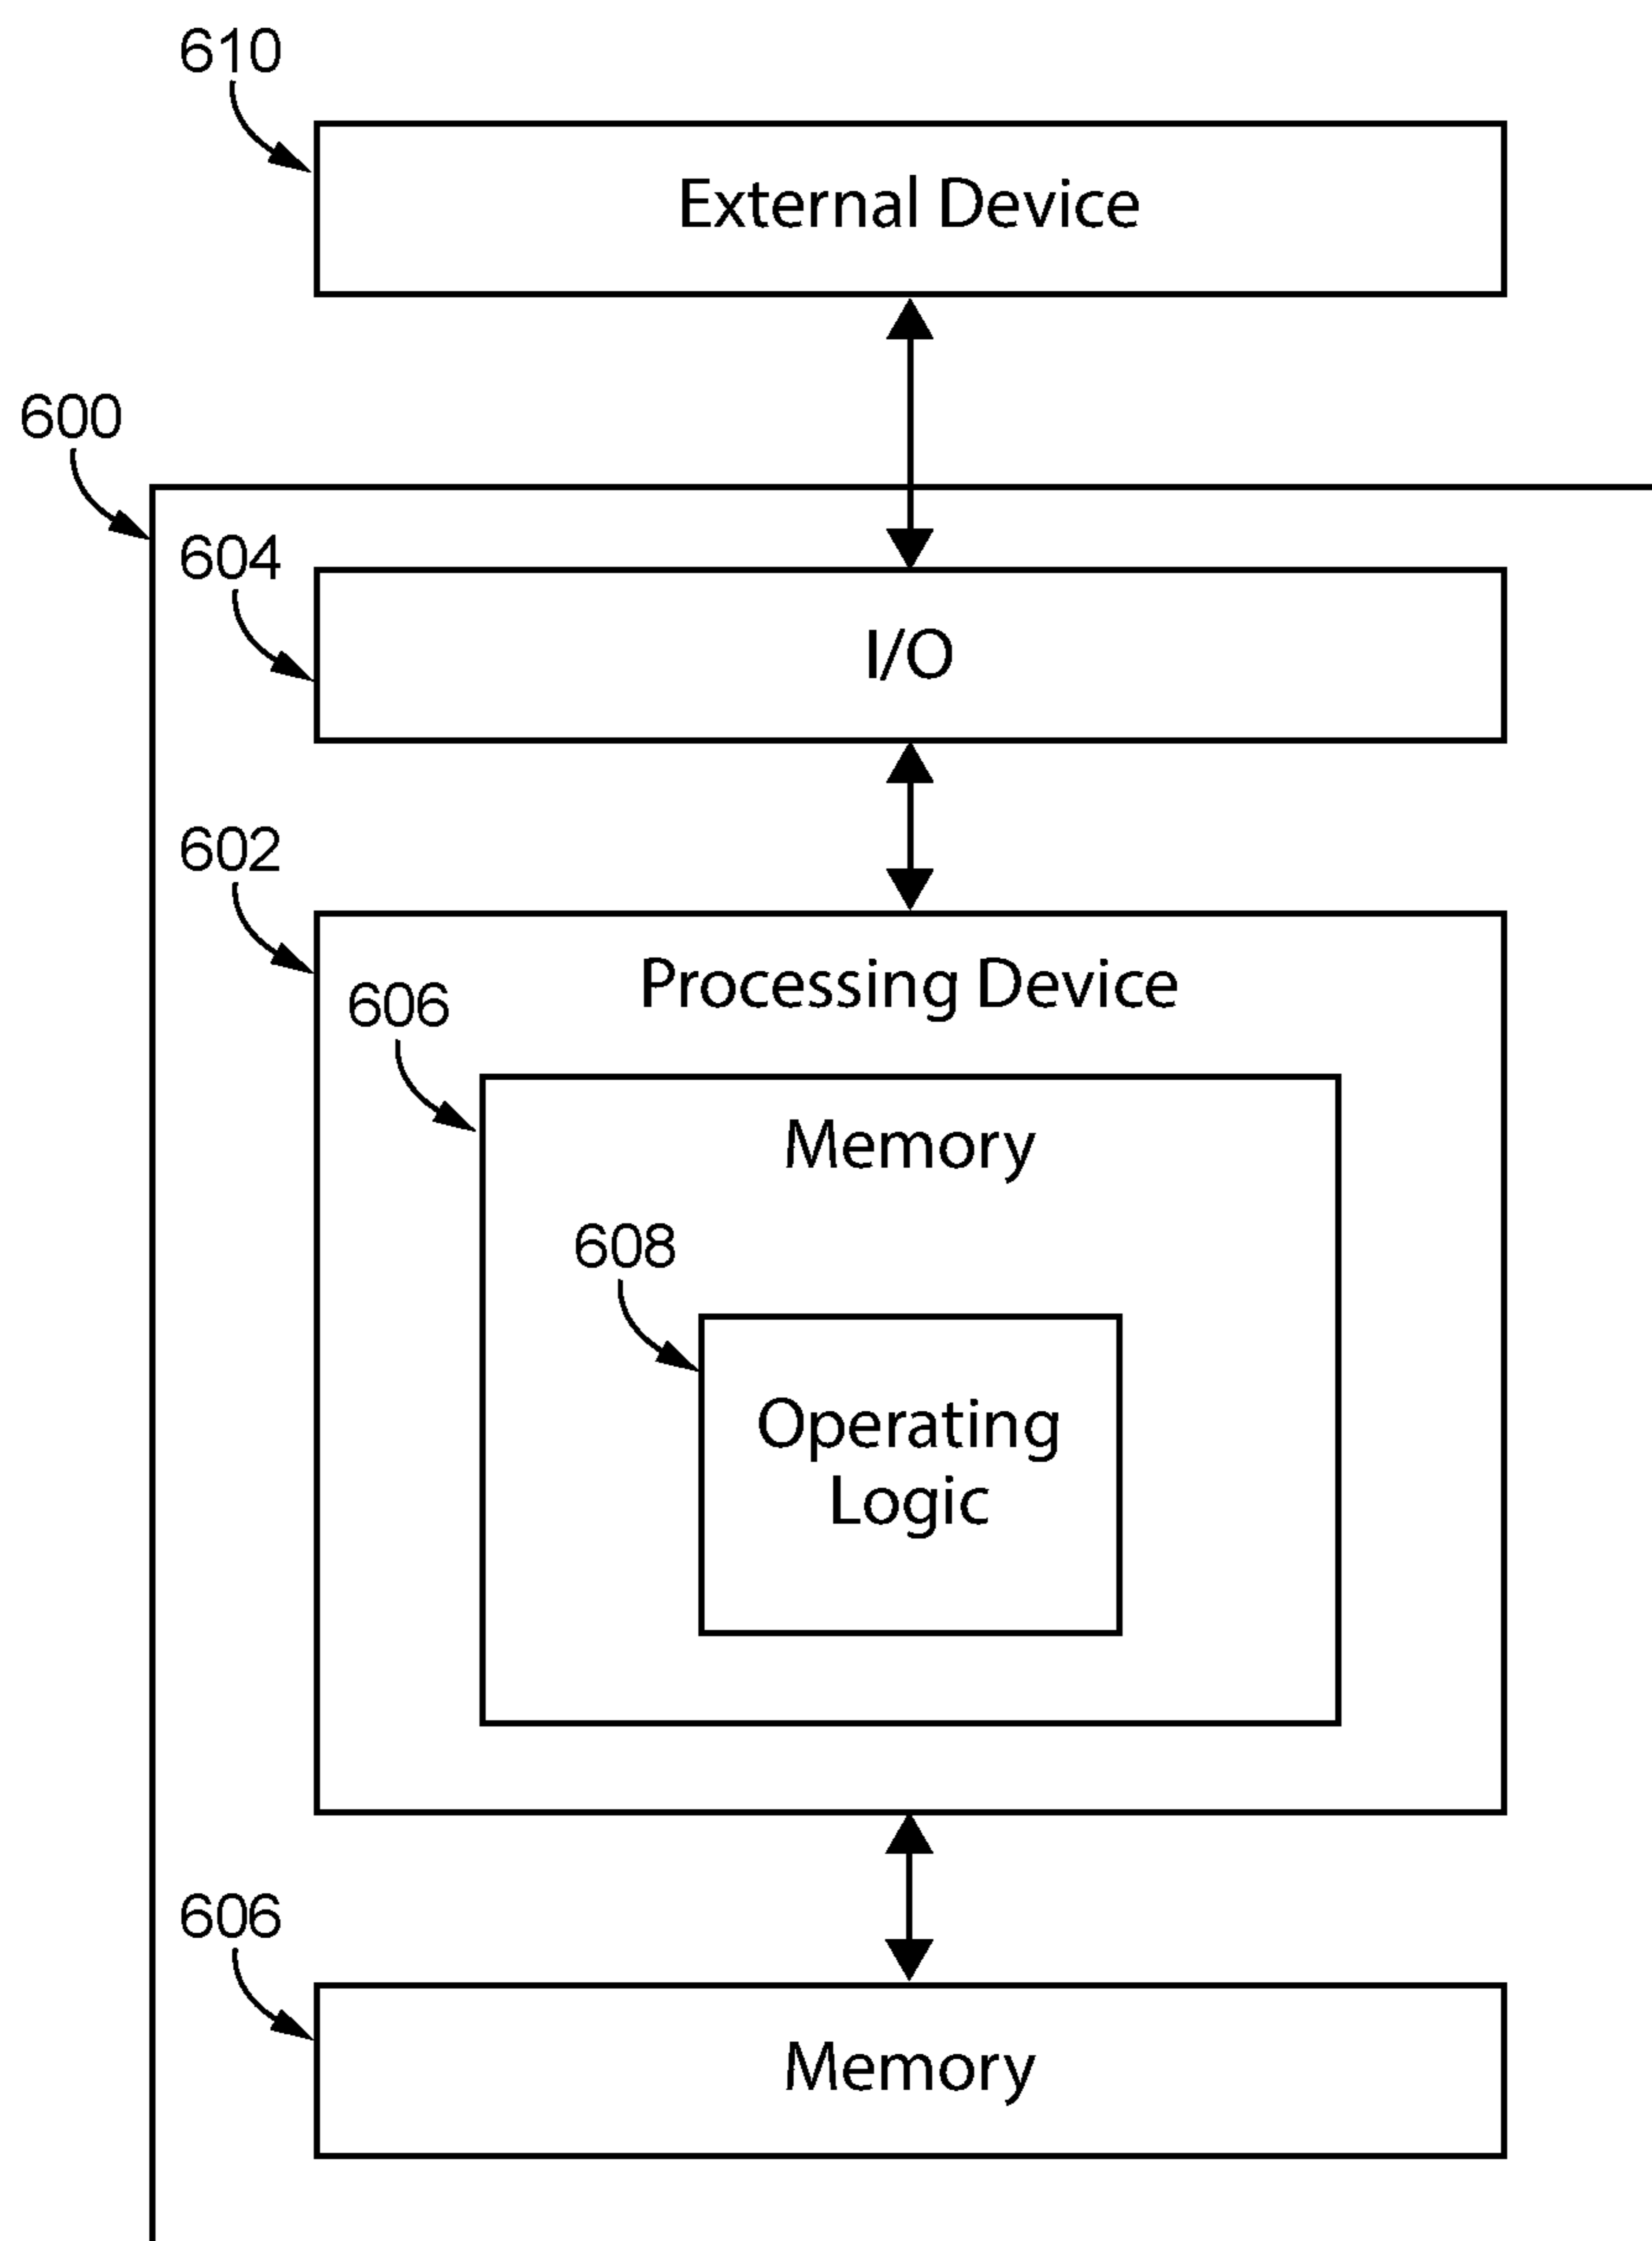 610
External Device
600
604
I/O
602
Processing Device
606
Memory
608
Operating
Logic
606
Memory